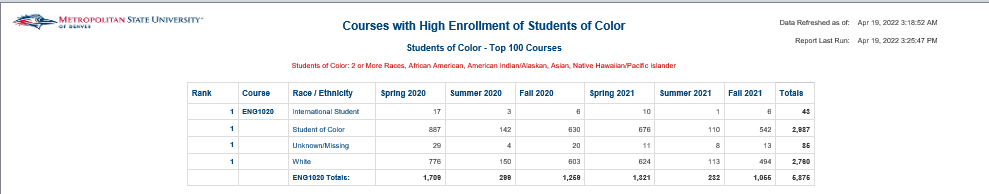 METROPOLITAN STATE UNIVERSITY™
OF DENVER
Courses with High Enrollment of Students of Color
Data Refreshed as of: Apr 19, 2022 3:18:52 AM
Students of Color - Top 100 Courses
Report Last Run: Apr 19, 2022 3:25:47 PM
Students of Color: 2 or More Races, African American, American Indian/Alaskan, Asian, Native Hawaiian/Pacific Islander
Rank Course Race / Ethnicity Spring 2020 Summer 2020 Fall 2020 Spring 2021 Summer 2021 Fall 2021 Totals
1 ENG1020 International Student 17 3 6 10 1 6 43
1 Student of Color 887 142 630 676 110 542 2,987
1 Unknown/Missing 29 4 20 11 8 13 85
1 White 776 150 603 624 113 494 2,760
ENG1020 Totals: 1,709 299 1,259 1,321 232 1,055 5,875